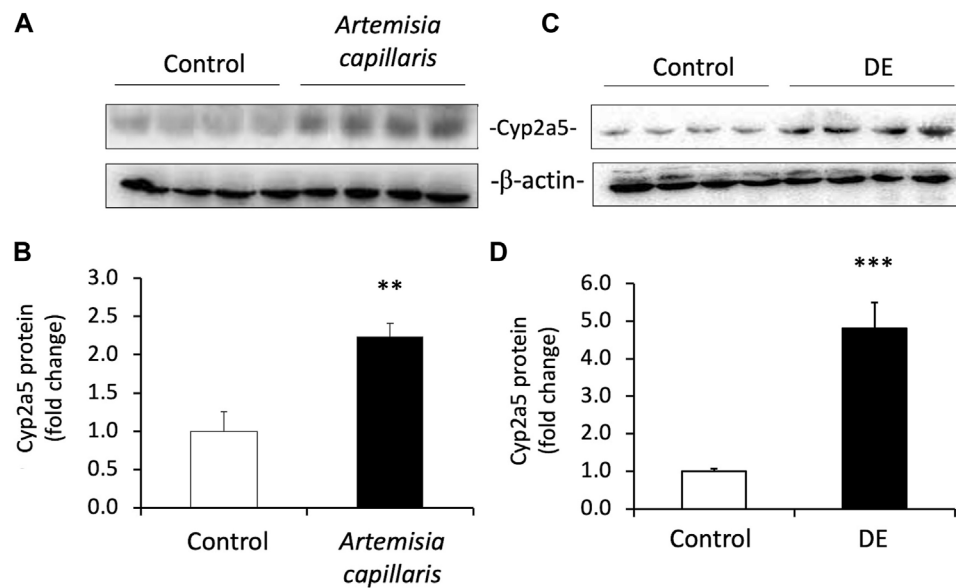 A
Control
Artemisia
capillaris
-Cyp2a5-
-β-actin-
C
Control
DE
B
Cyp2a5 protein
(fold change)
3.0
2.5
2.0
1.5
1.0
0.5
0.0
**
Control
Artemisia
capillaris
D
Cyp2a5 protein
(fold change)
6.0
5.0
4.0
3.0
2.0
1.0
0.0
***
Control
DE